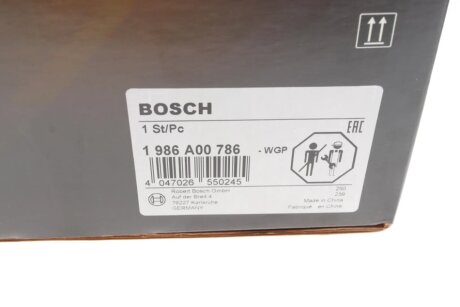 BOSCH
1 St/Pc
1 986 A00 786 - WGP
EAC
4 047026 550245
Robert Bosch GmbH
Auf der Breit 4
76227 Karlsruhe
GERMANY
Made in China
Fabriqué en Chine